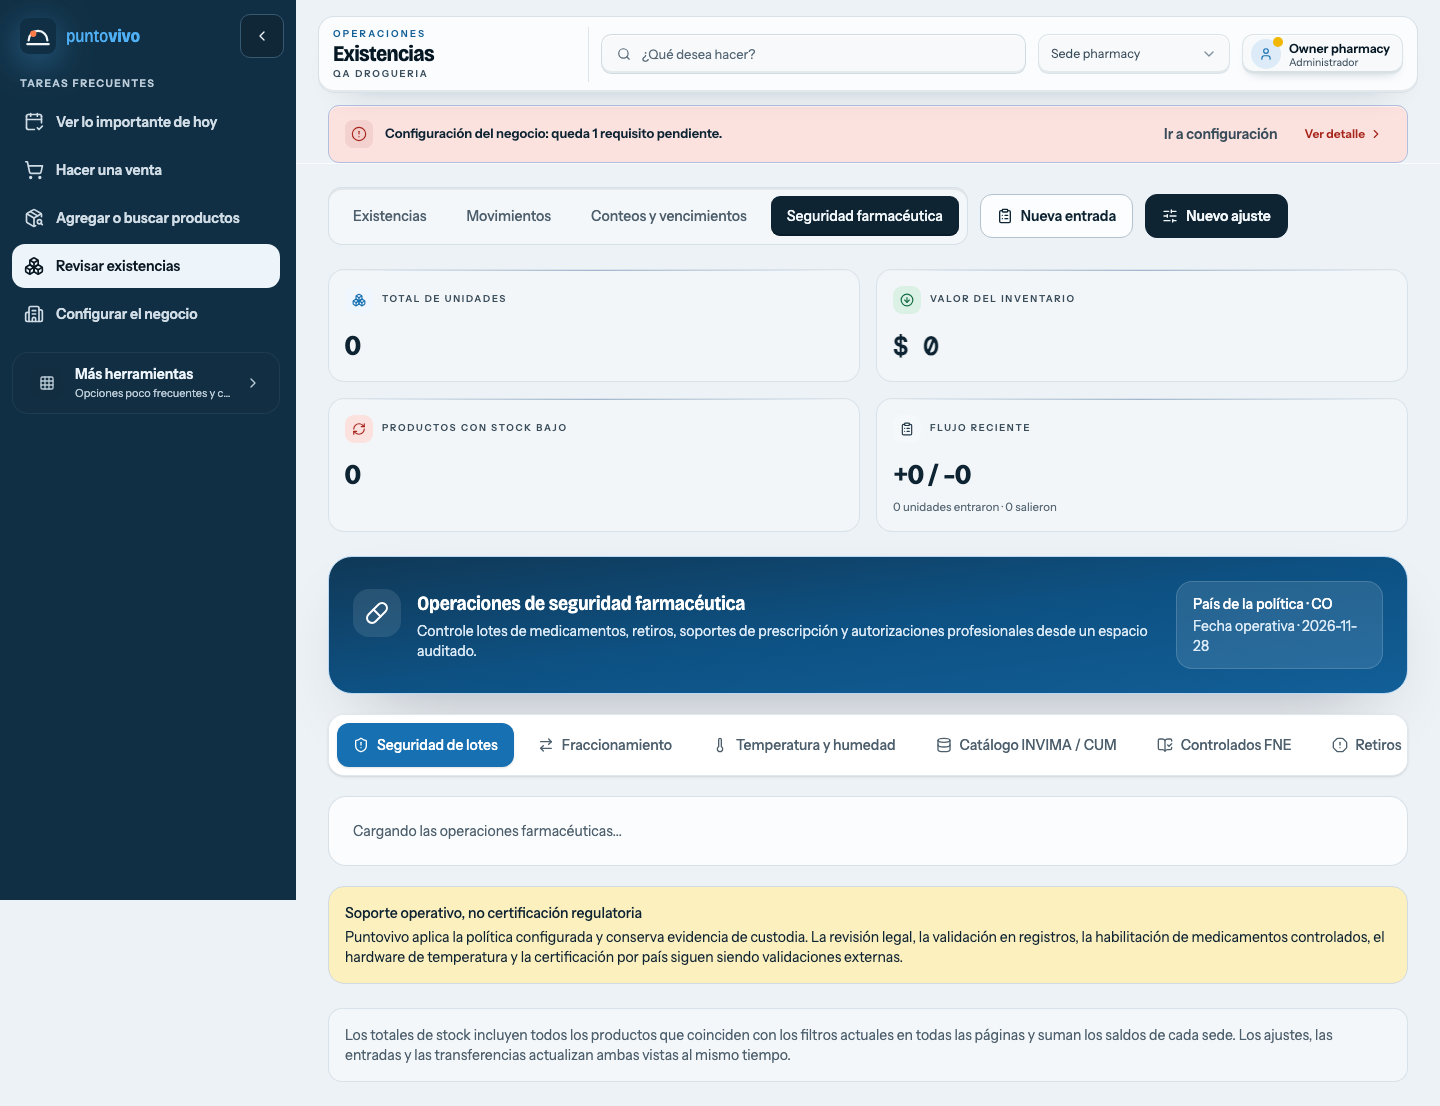 puntovivo
TAREAS FRECUENTES
Ver lo importante de hoy
Hacer una venta
Agregar o buscar productos
Revisar existencias
Configurar el negocio
Más herramientas
Opciones poco frecuentes y c...
OPERACIONES
Existencias
QA DROGUERIA
¿Qué desea hacer?
Sede pharmacy
Owner pharmacy
Administrador
Configuración del negocio: queda 1 requisito pendiente.
Ir a configuración
Ver detalle
Existencias
Movimientos
Conteos y vencimientos
Seguridad farmacéutica
Nueva entrada
Nuevo ajuste
TOTAL DE UNIDADES
0
VALOR DEL INVENTARIO
$ 0
PRODUCTOS CON STOCK BAJO
0
FLUJO RECIENTE
+0 / -0
0 unidades entraron · 0 salieron
Operaciones de seguridad farmacéutica
Controle lotes de medicamentos, retiros, soportes de prescripción y autorizaciones profesionales desde un espacio
auditado.
País de la política · CO
Fecha operativa · 2026-11-
28
Seguridad de lotes
Fraccionamiento
Temperatura y humedad
Catálogo INVIMA / CUM
Controlados FNE
Retiros
Cargando las operaciones farmacéuticas...
Soporte operativo, no certificación regulatoria
Puntovivo aplica la política configurada y conserva evidencia de custodia. La revisión legal, la validación en registros, la habilitación de medicamentos controlados, el
hardware de temperatura y la certificación por país siguen siendo validaciones externas.
Los totales de stock incluyen todos los productos que coinciden con los filtros actuales en todas las páginas y suman los saldos de cada sede. Los ajustes, las
entradas y las transferencias actualizan ambas vistas al mismo tiempo.